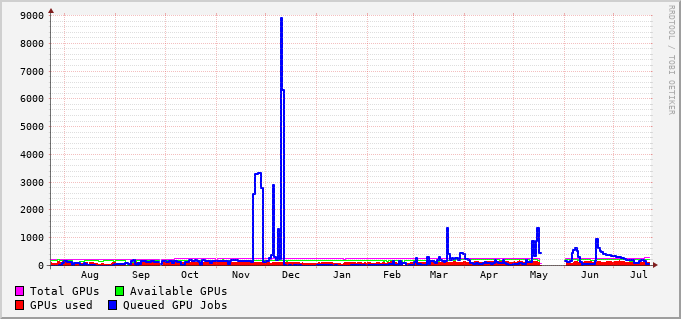 RRDTOOL / TOBI OETIKER
9000
8000
7000
6000
5000
4000
3000
2000
1000
0
Aug Sep Oct Nov Dec Jan Feb Mar Apr May Jun Jul
Total GPUs Available GPUs
GPUs used Queued GPU Jobs